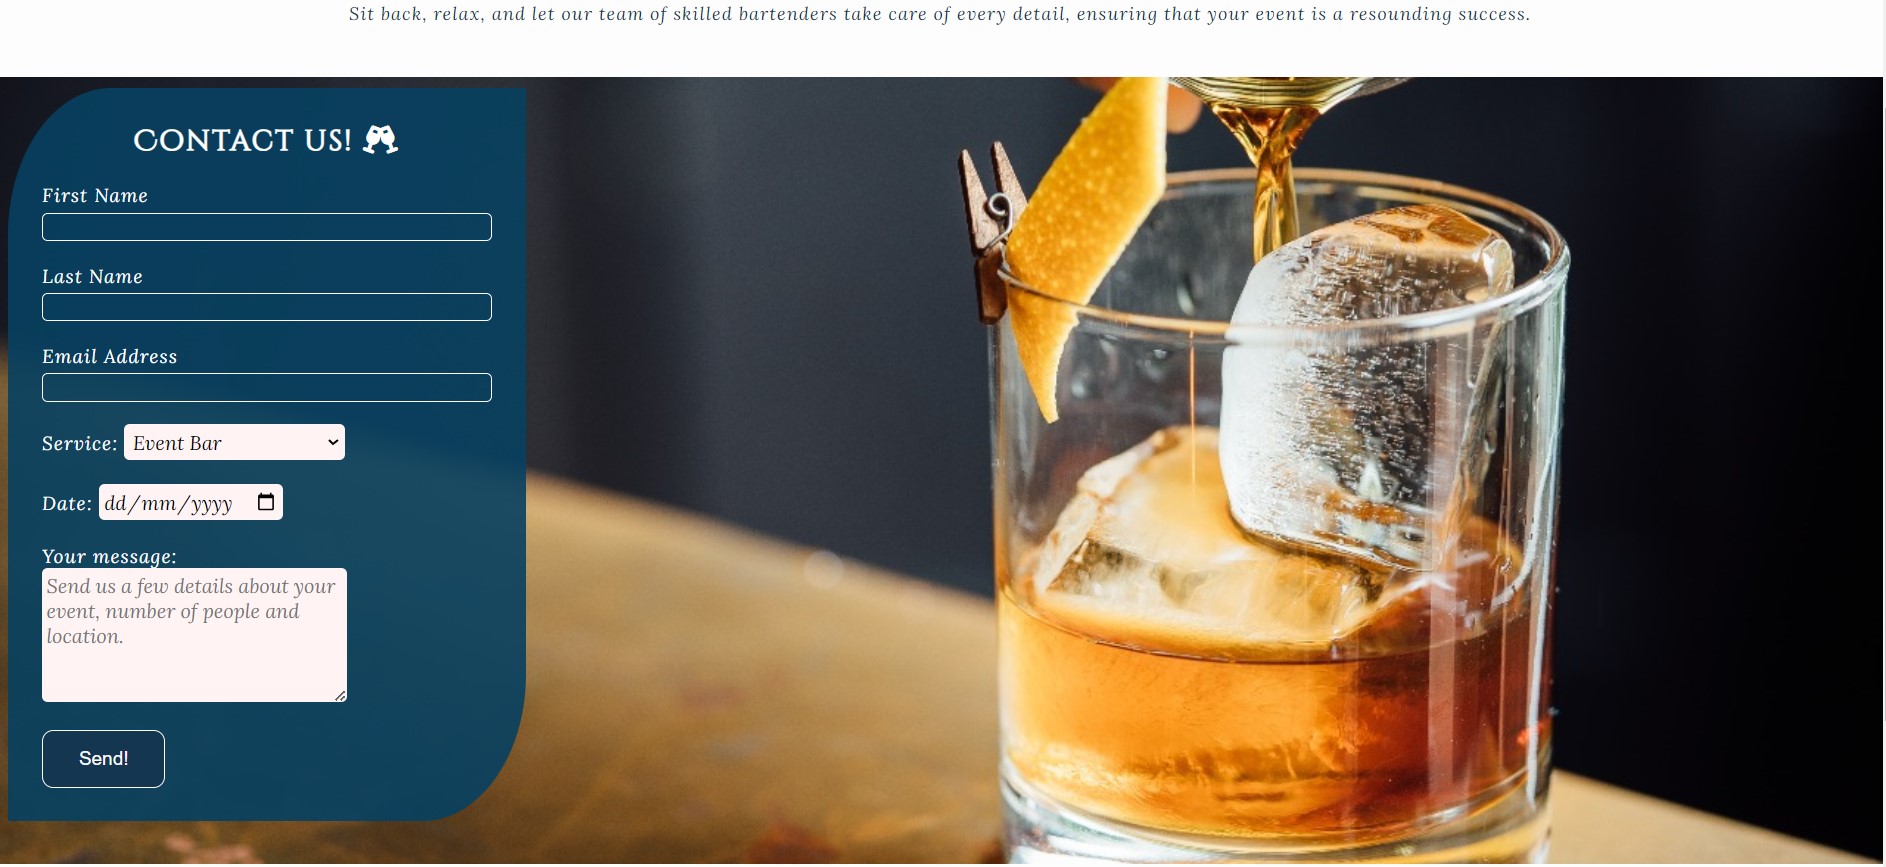 Sit back, relax, and let our team of skilled bartenders take care of every detail, ensuring that your event is a resounding success.
Contact us!
First Name
Last Name
Email Address
Service: Event Bar
Date: dd/mm/yyyy
Your message:
Send us a few details about your
event, number of people and
location.
Send!